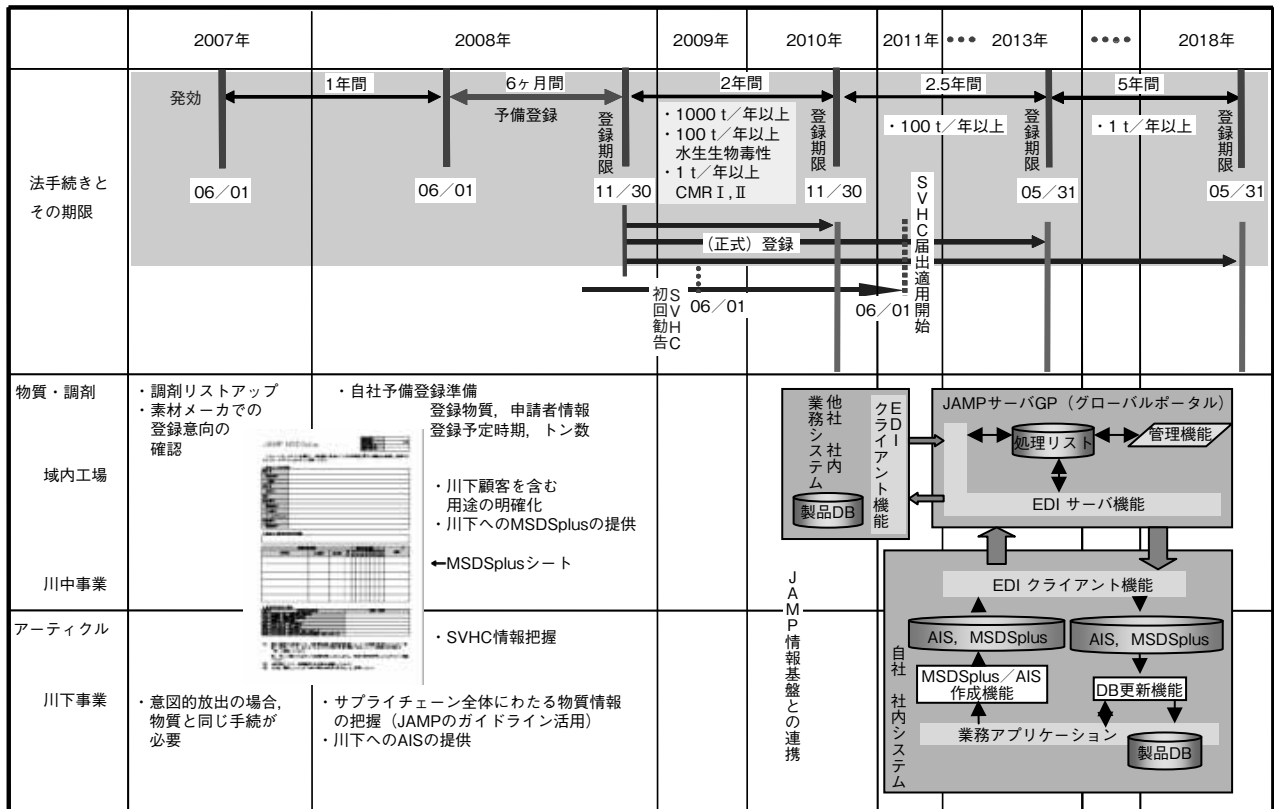 2007年
2008年
2009年
2010年
2011年
2013年
2018年
法手続きと
その期限
発効
1年間
6ヶ月間
予備登録
2年間
2.5年間
5年間
登録期限
・1000 t／年以上
・100 t／年以上
水生生物毒性
・1 t／年以上
CMR Ⅰ, Ⅱ
登録期限
・100 t／年以上
登録期限
・1 t／年以上
登録期限
06／01
06／01
11／30
11／30
05／31
05／31
（正式）登録
SVHC
初回勧告
06／01
06／01
SVHC届出適用開始
物質・調剤
域内工場
川中事業
・調剤リストアップ
・素材メーカでの
登録意向の
確認
・自社予備登録準備
登録物質，申請者情報
登録予定時期，トン数
・川下顧客を含む
用途の明確化
・川下へのMSDSplusの提供
←MSDSplusシート
アーティクル
川下事業
・意図的放出の場合，
物質と同じ手続が
必要
・SVHC情報把握
・サプライチェーン全体にわたる物質情報
の把握（JAMPのガイドライン活用）
・川下へのAISの提供
JAMP情報基盤との連携
他社 社内
業務システム
製品DB
EDI
クライアント機能
JAMPサーバGP（グローバルポータル）
処理リスト
管理機能
EDI サーバ機能
自社 社内システム
EDI クライアント機能
AIS，MSDSplus
AIS，MSDSplus
MSDSplus／AIS
作成機能
DB更新機能
業務アプリケーション
製品DB